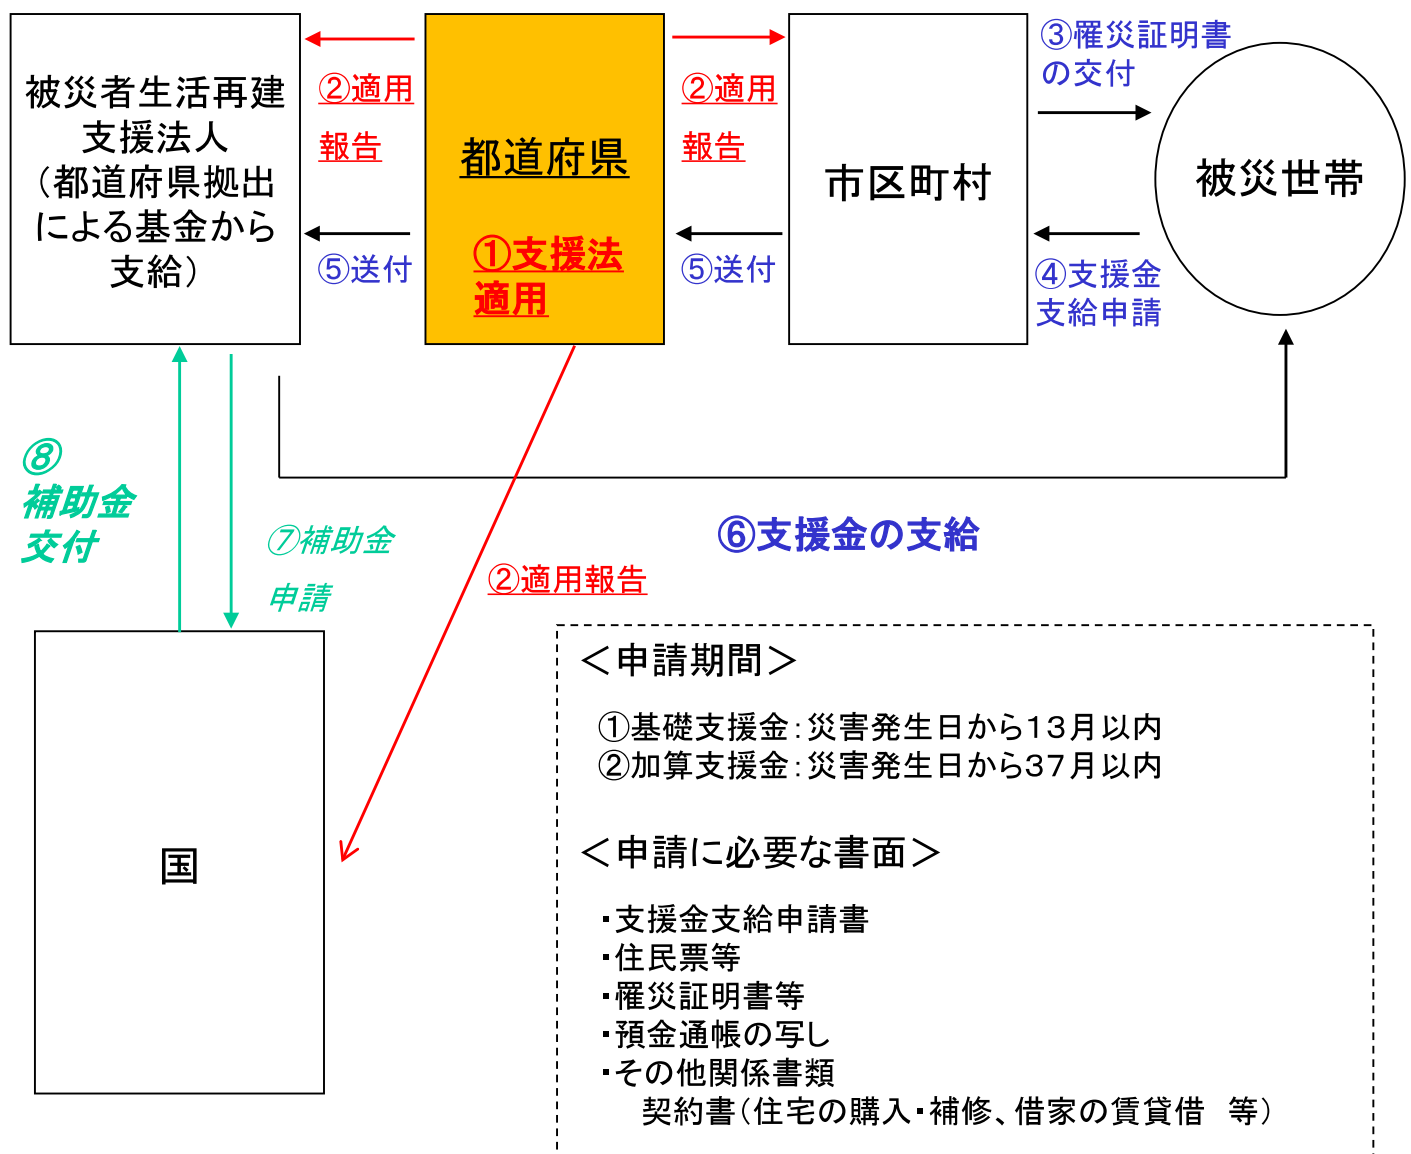 被災者生活再建
支援法人
（都道府県拠出
による基金から
支給）
②適用
報告
⑤送付
都道府県
①支援法
適用
②適用
報告
⑤送付
市区町村
③罹災証明書
の交付
④支援金
支給申請
被災世帯
⑧
補助金
交付
⑦補助金
申請
②適用報告
⑥支援金の支給
国
＜申請期間＞
①基礎支援金：災害発生日から１３月以内
②加算支援金：災害発生日から３７月以内
＜申請に必要な書面＞
・支援金支給申請書
・住民票等
・罹災証明書等
・預金通帳の写し
・その他関係書類
契約書（住宅の購入・補修、借家の賃貸借　等）